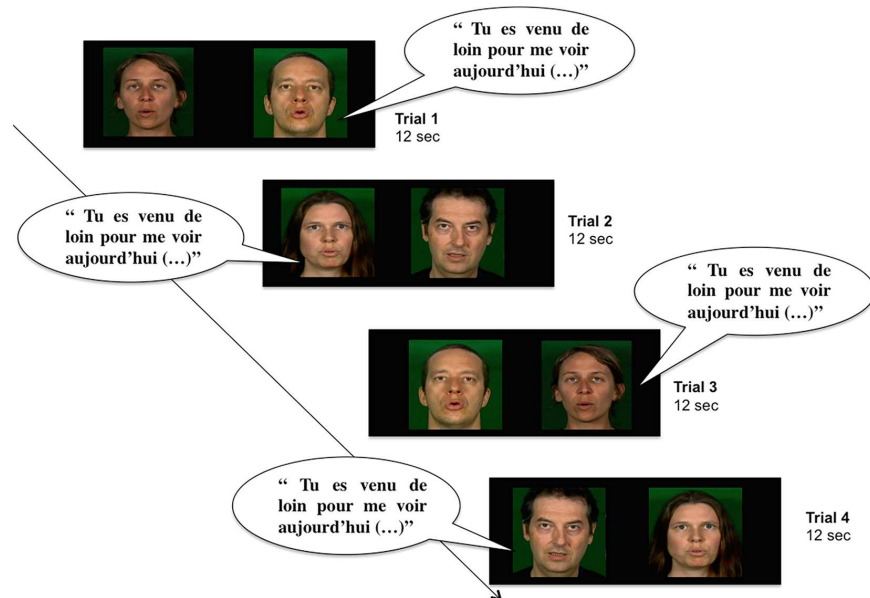 “ Tu es venu de
loin pour me voir
aujourd’hui (…)”
Trial 1
12 sec
“ Tu es venu de
loin pour me voir
aujourd’hui (…)”
Trial 2
12 sec
“ Tu es venu de
loin pour me voir
aujourd’hui (…)”
Trial 3
12 sec
“ Tu es venu de
loin pour me voir
aujourd’hui (…)”
Trial 4
12 sec